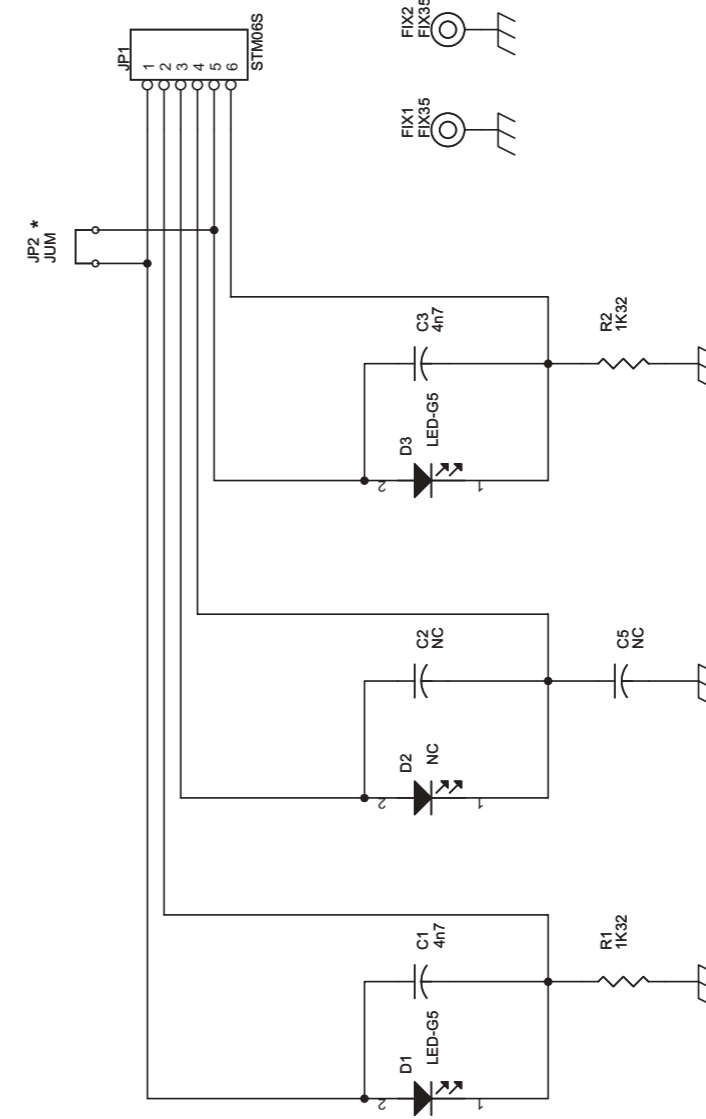 FIX2
FIX35
JP1
1
2
3
4
5
6
STM06S
FIX1
FIX35
JP2 *
JUM
C3
4n7
R2
1K32
D3
LED-G5
2
1
C2
NC
C5
NC
D2
NC
2
1
C1
4n7
R1
1K32
D1
LED-G5
2
1